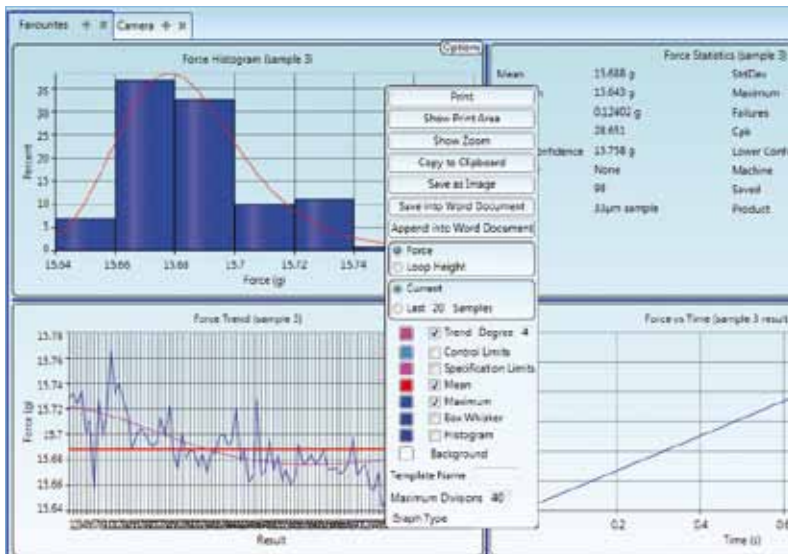 Favourites
Camera
Options
Force Histogram (sample 3)
Percent
35
30
25
20
15
10
5
0
15.64
15.66
15.68
15.7
15.72
15.74
Force (g)
Print
Show Print Area
Show Zoom
Copy to Clipboard
Save as Image
Save into Word Document
Append into Word Document
Force
Loop Height
Current
Last 20 Samples
Trend Degree 4
Control Limits
Specification Limits
Mean
Maximum
Box Whisker
Histogram
Background
Template Name
Maximum Divisions 40
Graph Type
Force Statistics (sample 3)
Mean 15.688 g StdDev
15.643 g Maximum
0.12402 g Failures
28.651 Cpk
15.758 g Lower
None Machine
98 Saved
33µm sample Product
Force Trend (sample 3)
Force (g)
15.76
15.74
15.72
15.7
15.68
15.66
15.64
Result
Force vs Time (sample 3 result
0.2
0.4
Time (s)